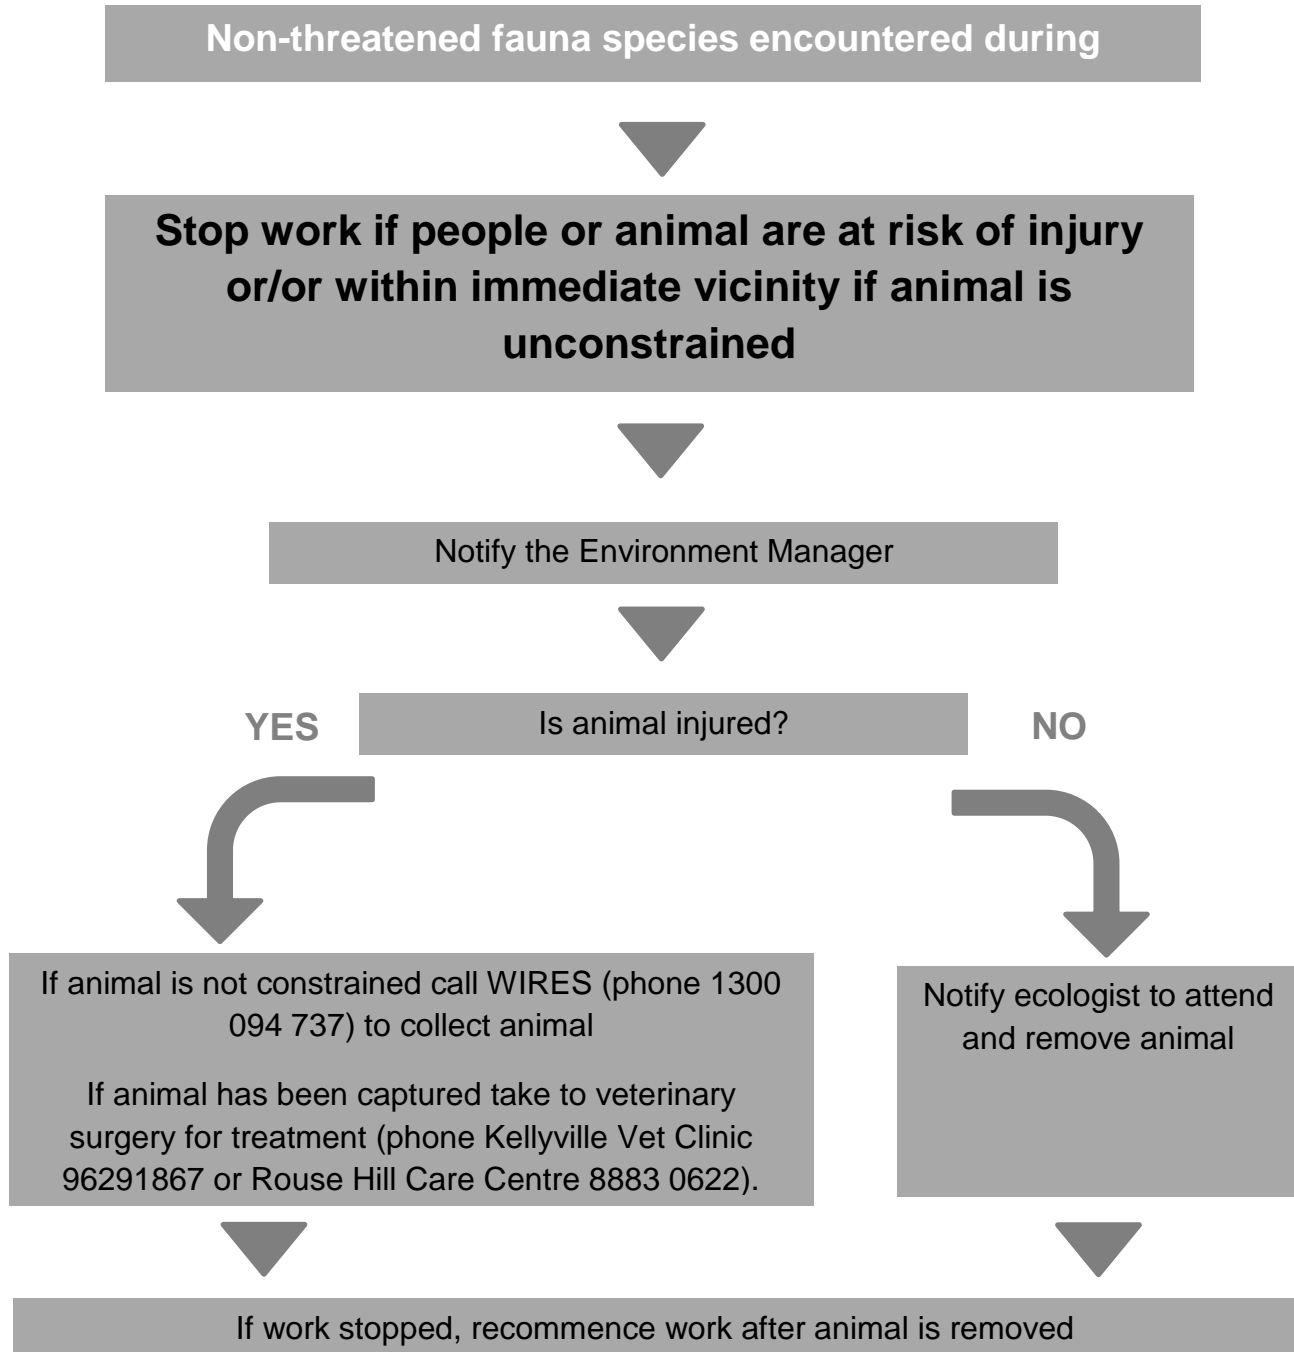 Non-threatened fauna species encountered during
Stop work if people or animal are at risk of injury
or/or within immediate vicinity if animal is
unconstrained
Notify the Environment Manager
YES
Is animal injured?
NO
If animal is not constrained call WIRES (phone 1300
094 737) to collect animal
If animal has been captured take to veterinary
surgery for treatment (phone Kellyville Vet Clinic
96291867 or Rouse Hill Care Centre 8883 0622).
Notify ecologist to attend
and remove animal
If work stopped, recommence work after animal is removed